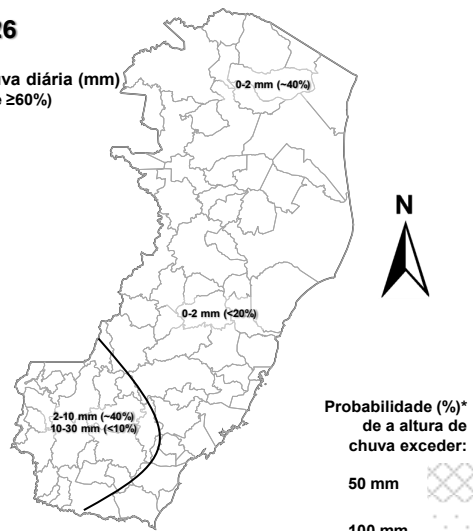 26
uva diária (mm)
e ≥60%)
0-2 mm (~40%)
N
0-2 mm (<20%)
2-10 mm (~40%)
10-30 mm (<10%)
Probabilidade (%)*
de a altura de
chuva exceder:
50 mm
100 mm